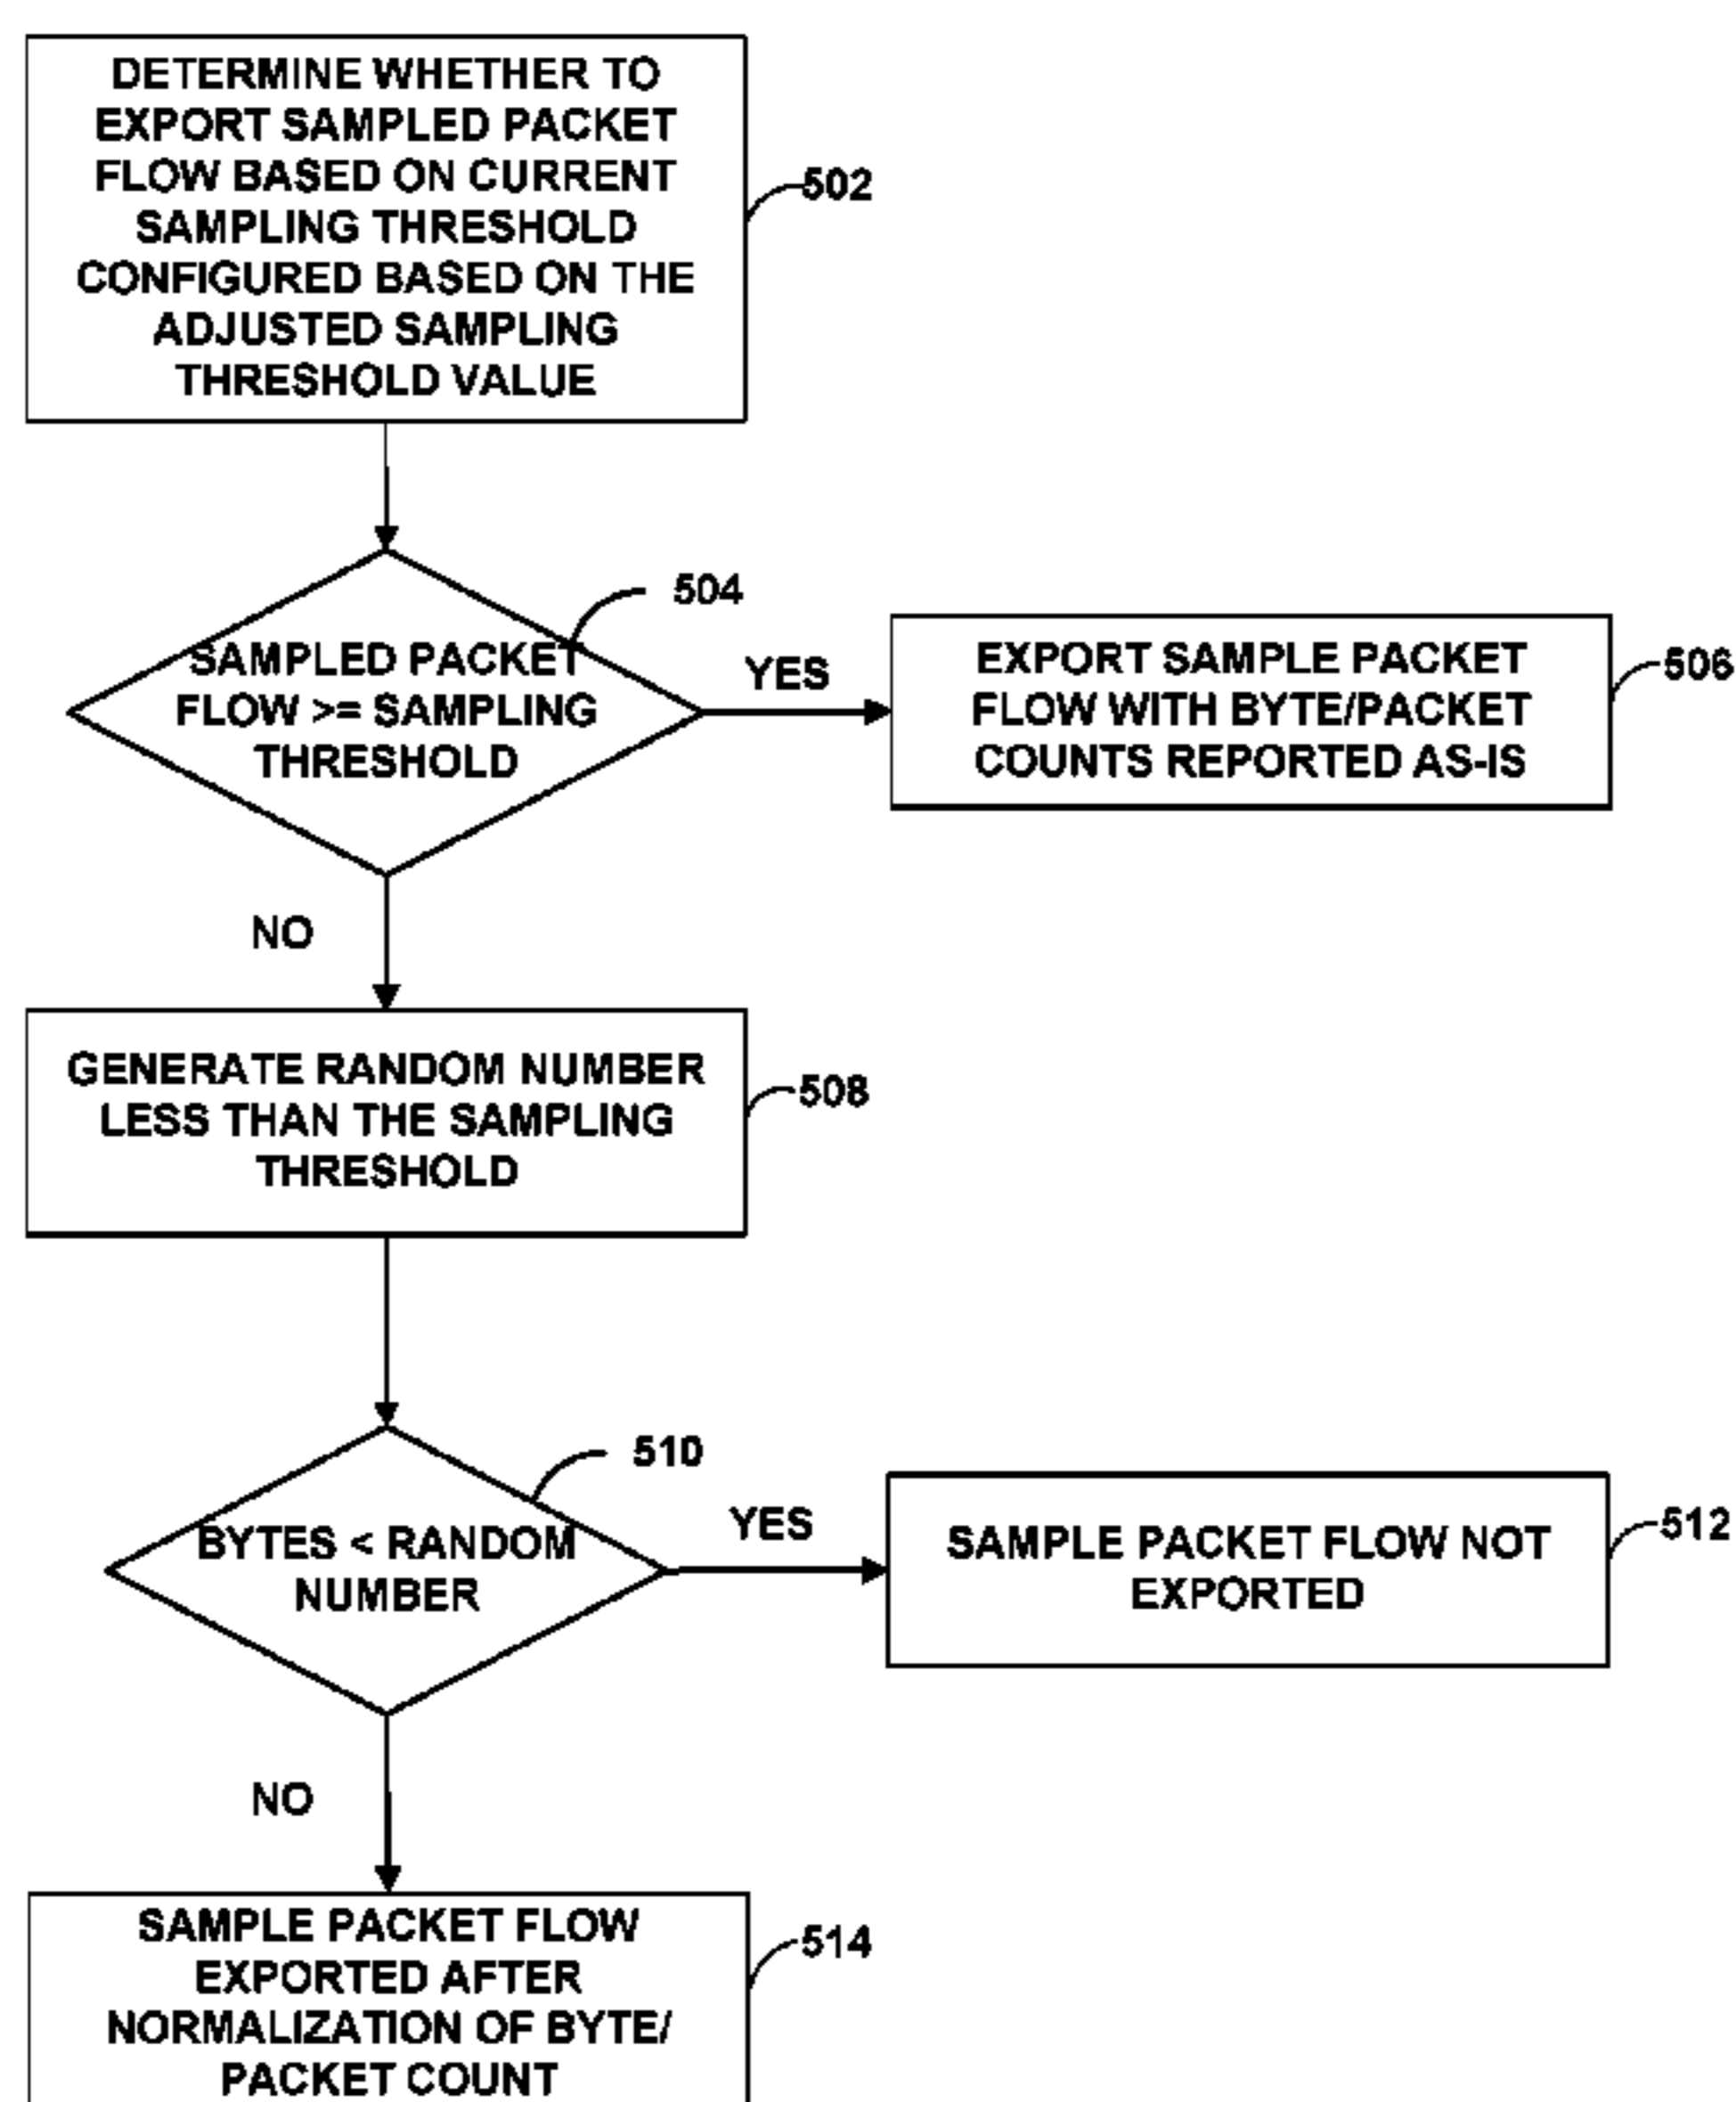 DETERMINE WHETHER TO
EXPORT SAMPLED PACKET
FLOW BASED ON CURRENT
SAMPLING THRESHOLD
CONFIGURED BASED ON THE
ADJUSTED SAMPLING
THRESHOLD VALUE
502
504
SAMPLED PACKET
FLOW >= SAMPLING
THRESHOLD
YES
EXPORT SAMPLE PACKET
FLOW WITH BYTE/PACKET
COUNTS REPORTED AS-IS
506
NO
GENERATE RANDOM NUMBER
LESS THAN THE SAMPLING
THRESHOLD
508
510
BYTES < RANDOM
NUMBER
YES
SAMPLE PACKET FLOW NOT
EXPORTED
512
NO
SAMPLE PACKET FLOW
EXPORTED AFTER
NORMALIZATION OF BYTE/
PACKET COUNT
514